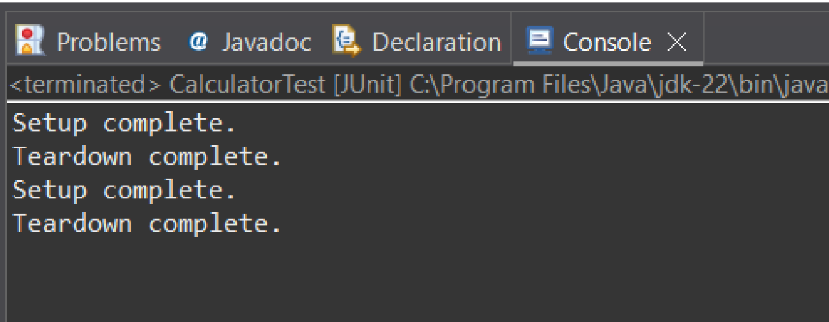 Problems @ Javadoc Declaration Console
<terminated> CalculatorTest [JUnit] C:\Program Files\Java\jdk-22\bin\java
Setup complete.
Teardown complete.
Setup complete.
Teardown complete.